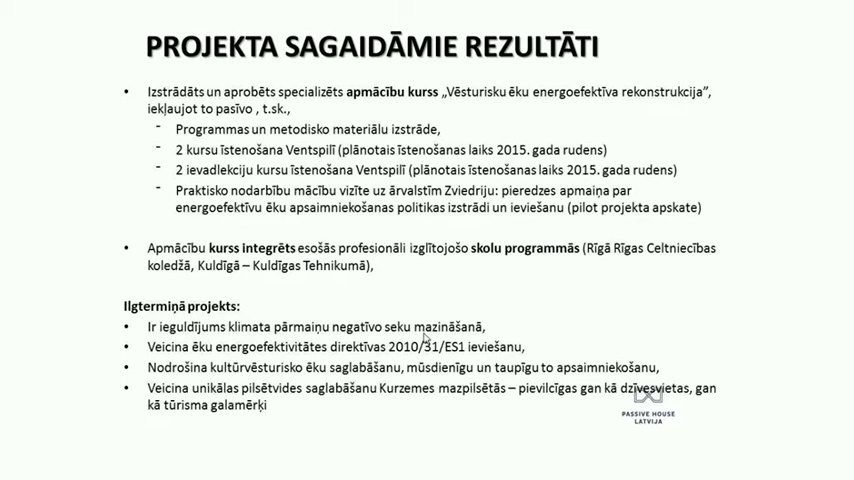 PROJEKTA SAGAIDĀMIE REZULTĀTI
• Izstrādāts un aprobēts specializēts apmācību kurss „Vēsturisku ēku energoefektīva rekonstrukcija”,
iekļaujot to pasīvo , t.sk.,
- Programmas un metodisko materiālu izstrāde,
- 2 kursu īstenošana Ventspilī (plānotais īstenošanas laiks 2015. gada rudens)
- 2 ievadlekciju kursu īstenošana Ventspilī (plānotais īstenošanas laiks 2015. gada rudens)
- Praktisko nodarbību mācību vizīte uz ārvalstīm Zviedriju: pieredzes apmaiņa par
energoefektīvu ēku apsaimniekošanas politikas izstrādi un ieviešanu (pilot projekta apskate)
• Apmācību kurss integrēts esošās profesionāli izglītojošo skolu programmās (Rīgā Rīgas Celtniecības
koledžā, Kuldīgā – Kuldīgas Tehnikumā),
Ilgtermiņā projekts:
• Ir ieguldījums klimata pārmaiņu negatīvo seku mazināšanā,
• Veicina ēku energoefektivitātes direktīvas 2010/31/ES1 ieviešanu,
• Nodrošina kultūrvēsturisko ēku saglabāšanu, mūsdienīgu un taupīgu to apsaimniekošanu,
• Veicina unikālas pilsētvides saglabāšanu Kurzemes mazpilsētās – pievilcīgas gan kā dzīvesvietas, gan
kā tūrisma galamērķi
PASSIVE HOUSE
LATVIJA